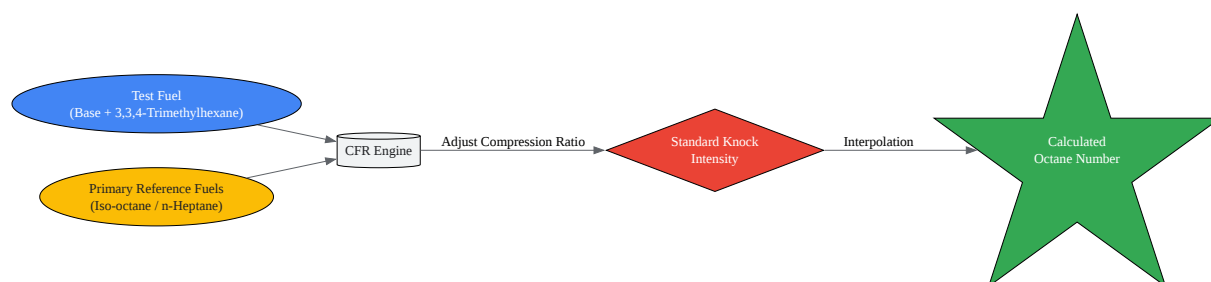 Test Fuel
(Base + 3,3,4-Trimethylhexane)
Primary Reference Fuels
(Iso-octane / n-Heptane)
CFR Engine
Adjust Compression Ratio
Standard Knock
Intensity
Interpolation
Calculated
Octane Number